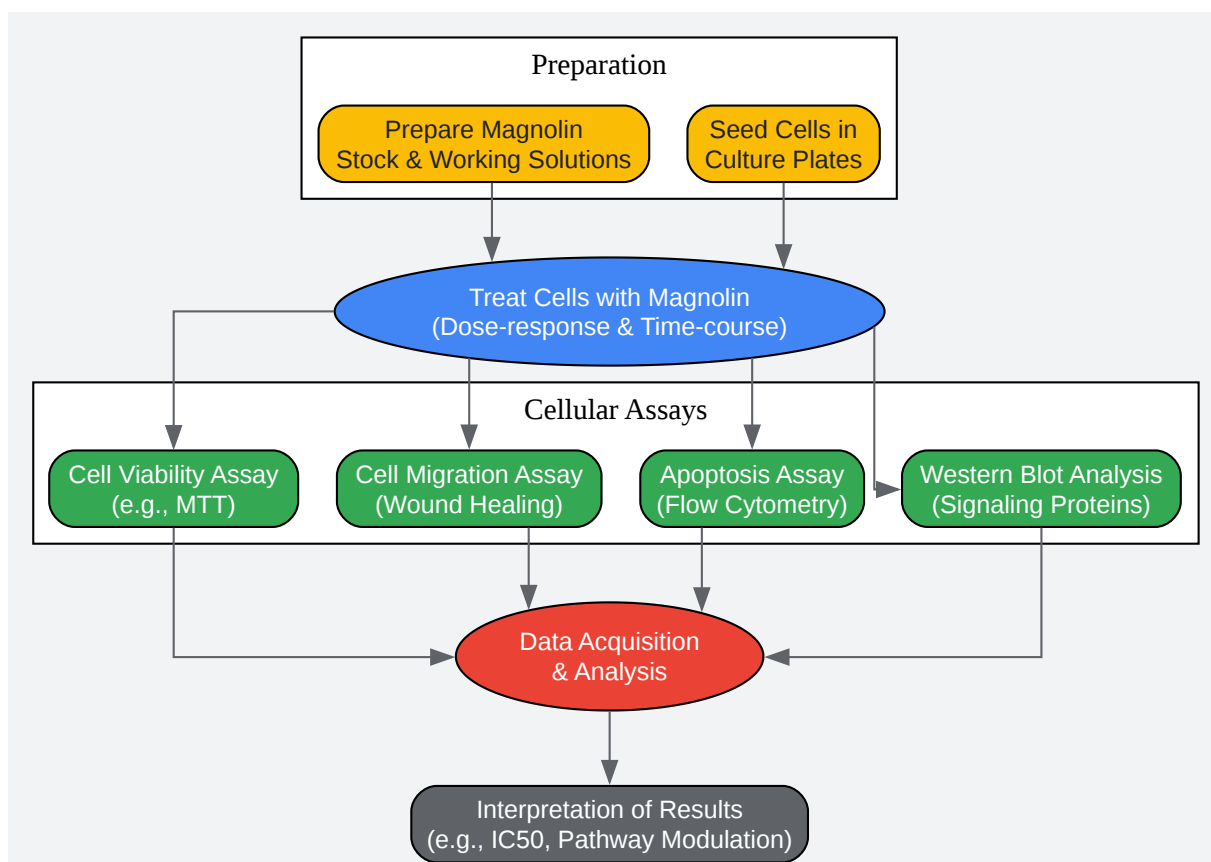 Preparation
Prepare Magnolin
Stock & Working Solutions
Seed Cells in
Culture Plates
Treat Cells with Magnolin
(Dose-response & Time-course)
Cellular Assays
Cell Viability Assay
(e.g., MTT)
Cell Migration Assay
(Wound Healing)
Apoptosis Assay
(Flow Cytometry)
Western Blot Analysis
(Signaling Proteins)
Data Acquisition
& Analysis
Interpretation of Results
(e.g., IC50, Pathway Modulation)